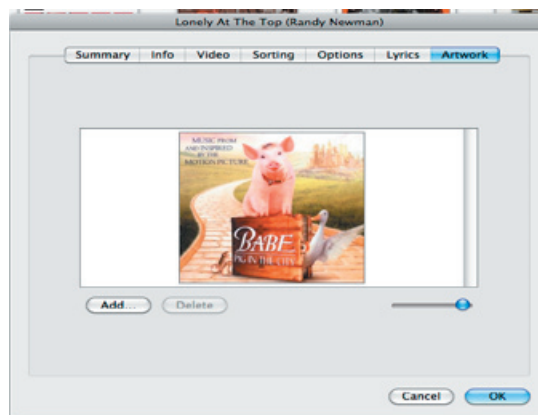 Lonely At The Top (Randy Newman)
Summary Info Video Sorting Options Lyrics Artwork
MUSIC FROM
AND INSPIRED
BY THE
MOTION PICTURE
BABE
PIG IN THE CITY
Add... Delete
Cancel OK